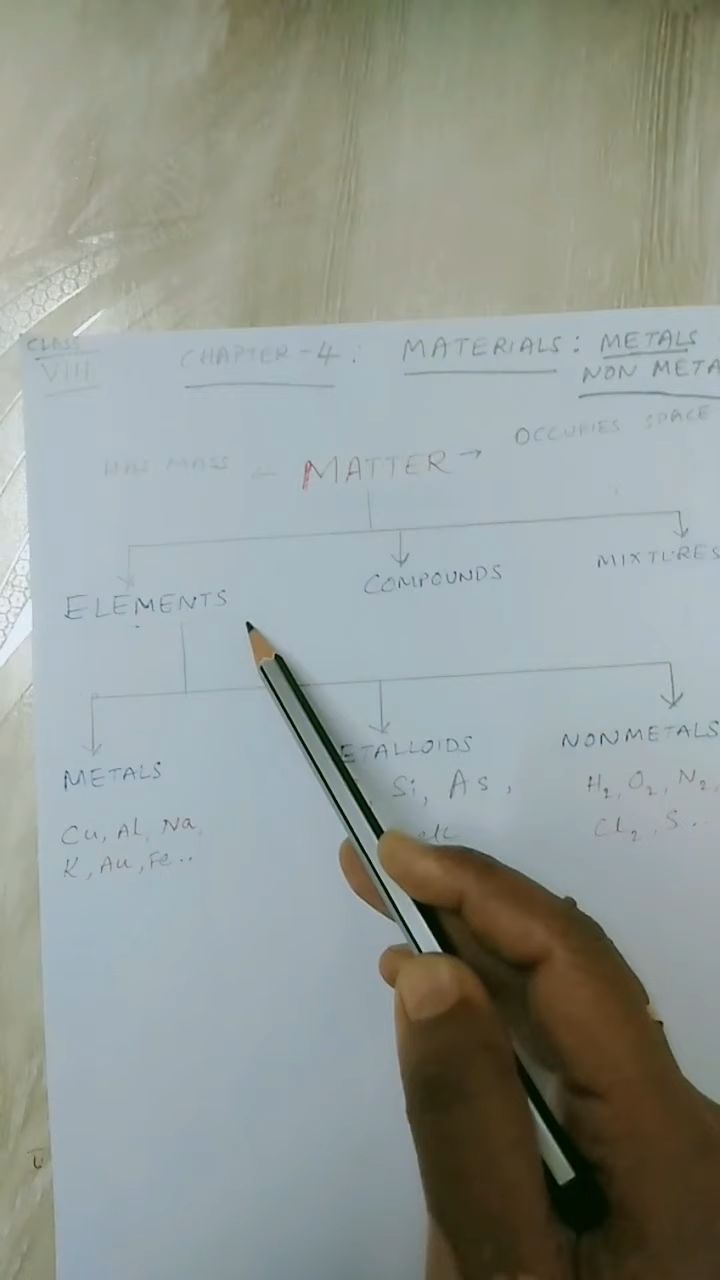 CLASS
VIII
CHAPTER-4 :
MATERIALS : METALS
NON META
HAS MASS ← MATTER → OCCUPIES SPACE
ELEMENTS
COMPOUNDS
MIXTURES
METALS
ETALLOIDS
NONMETALS
Cu, Al, Na,
K, Au, Fe..
Si, As,
etc
H₂, O₂, N₂,
Cl₂, S..